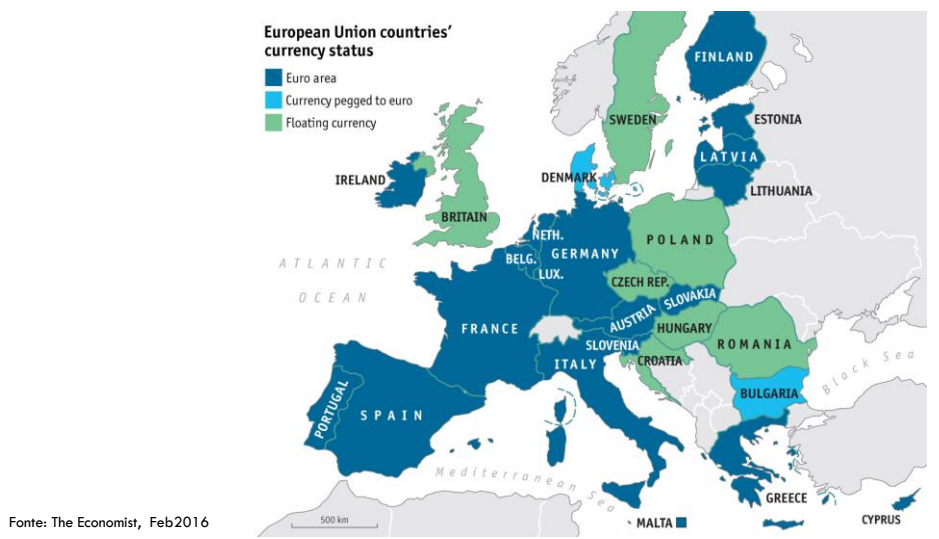 European Union countries'
currency status
Euro area
Currency pegged to euro
Floating currency
FINLAND
SWEDEN
ESTONIA
LATVIA
LITHUANIA
DENMARK
IRELAND
BRITAIN
NETH.
BELG.
LUX.
GERMANY
POLAND
CZECH REP.
SLOVAKIA
AUSTRIA
HUNGARY
ROMANIA
ATLANTIC
OCEAN
FRANCE
SLOVENIA
ITALY
CROATIA
BULGARIA
Black Sea
PORTUGAL
SPAIN
Mediterranean Sea
GREECE
MALTA
CYPRUS
500 km
Fonte: The Economist, Feb2016